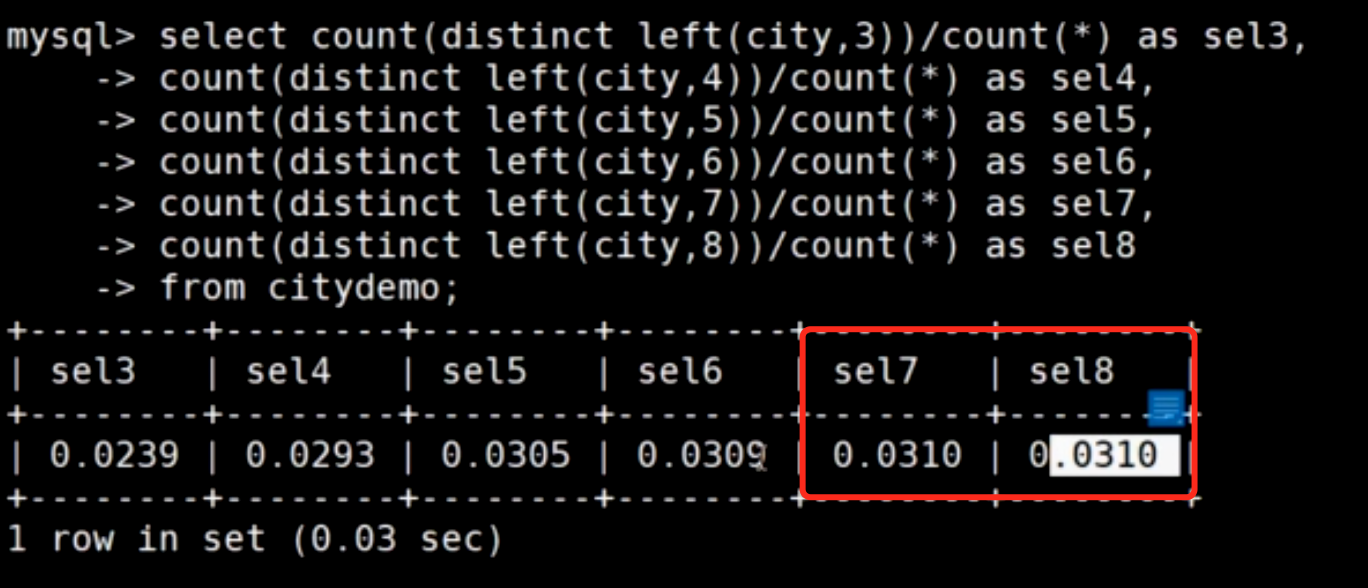 mysql> select count(distinct left(city,3))/count(*) as sel3,
    -> count(distinct left(city,4))/count(*) as sel4,
    -> count(distinct left(city,5))/count(*) as sel5,
    -> count(distinct left(city,6))/count(*) as sel6,
    -> count(distinct left(city,7))/count(*) as sel7,
    -> count(distinct left(city,8))/count(*) as sel8
    -> from citydemo;
+--------+--------+--------+--------+--------+--------+
| sel3   | sel4   | sel5   | sel6   | sel7   | sel8   |
+--------+--------+--------+--------+--------+--------+
| 0.0239 | 0.0293 | 0.0305 | 0.0309 | 0.0310 | 0.0310 |
+--------+--------+--------+--------+--------+--------+
1 row in set (0.03 sec)